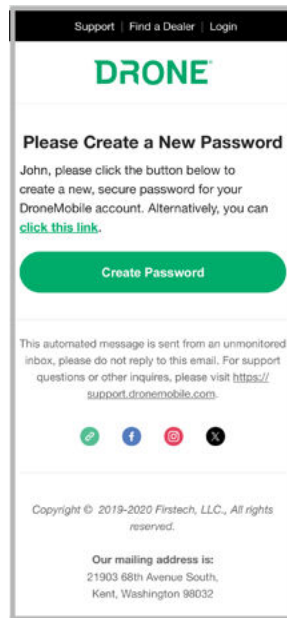 Support | Find a Dealer | Login
DRONE
Please Create a New Password
John, please click the button below to
create a new, secure password for your
DroneMobile account. Alternatively, you can
click this link.
Create Password
This automated message is sent from an unmonitored
inbox, please do not reply to this email. For support
questions or other inquires, please visit https://
support.dronemobile.com.
Copyright © 2019-2020 Firstech, LLC., All rights
reserved.
Our mailing address is:
21903 68th Avenue South,
Kent, Washington 98032